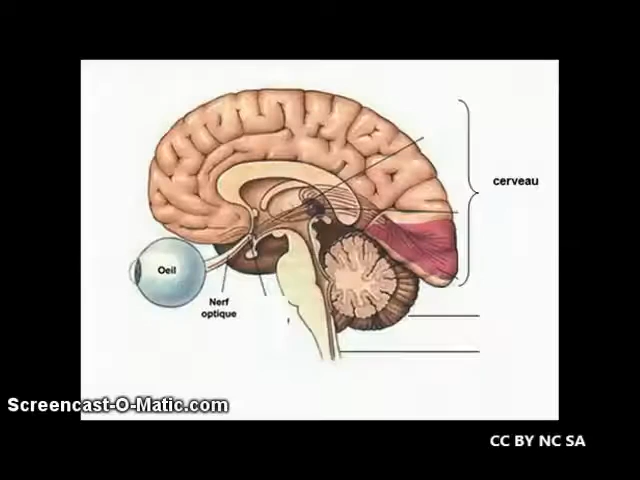 cerveau
Oeil
Nerf
optique
Screencast-O-Matic.com
CC BY NC SA